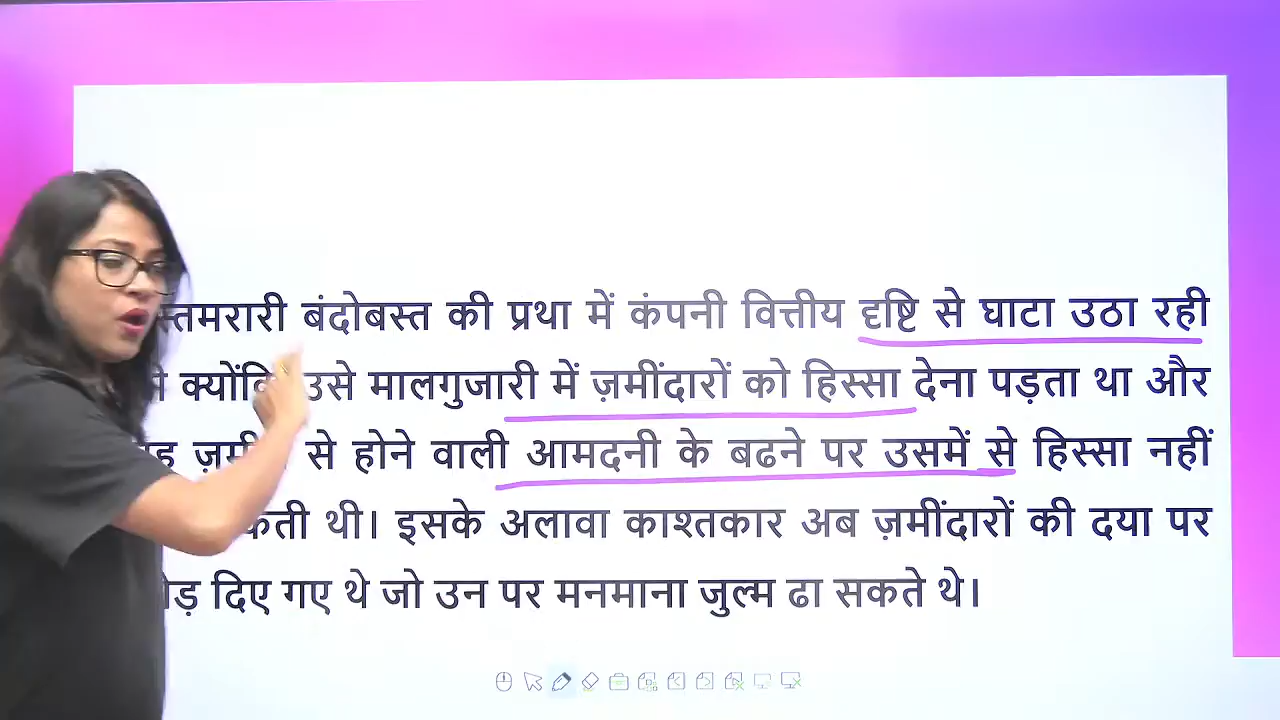 स्तमरारी बंदोबस्त की प्रथा में कंपनी वित्तीय दृष्टि से घाटा उठा रही
उसे मालगुजारी में ज़मींदारों को हिस्सा देना पड़ता था और
से होने वाली आमदनी के बढने पर उसमें से हिस्सा नहीं
थी। इसके अलावा काश्तकार अब ज़मींदारों की दया पर
दिए गए थे जो उन पर मनमाना जुल्म ढा सकते थे।